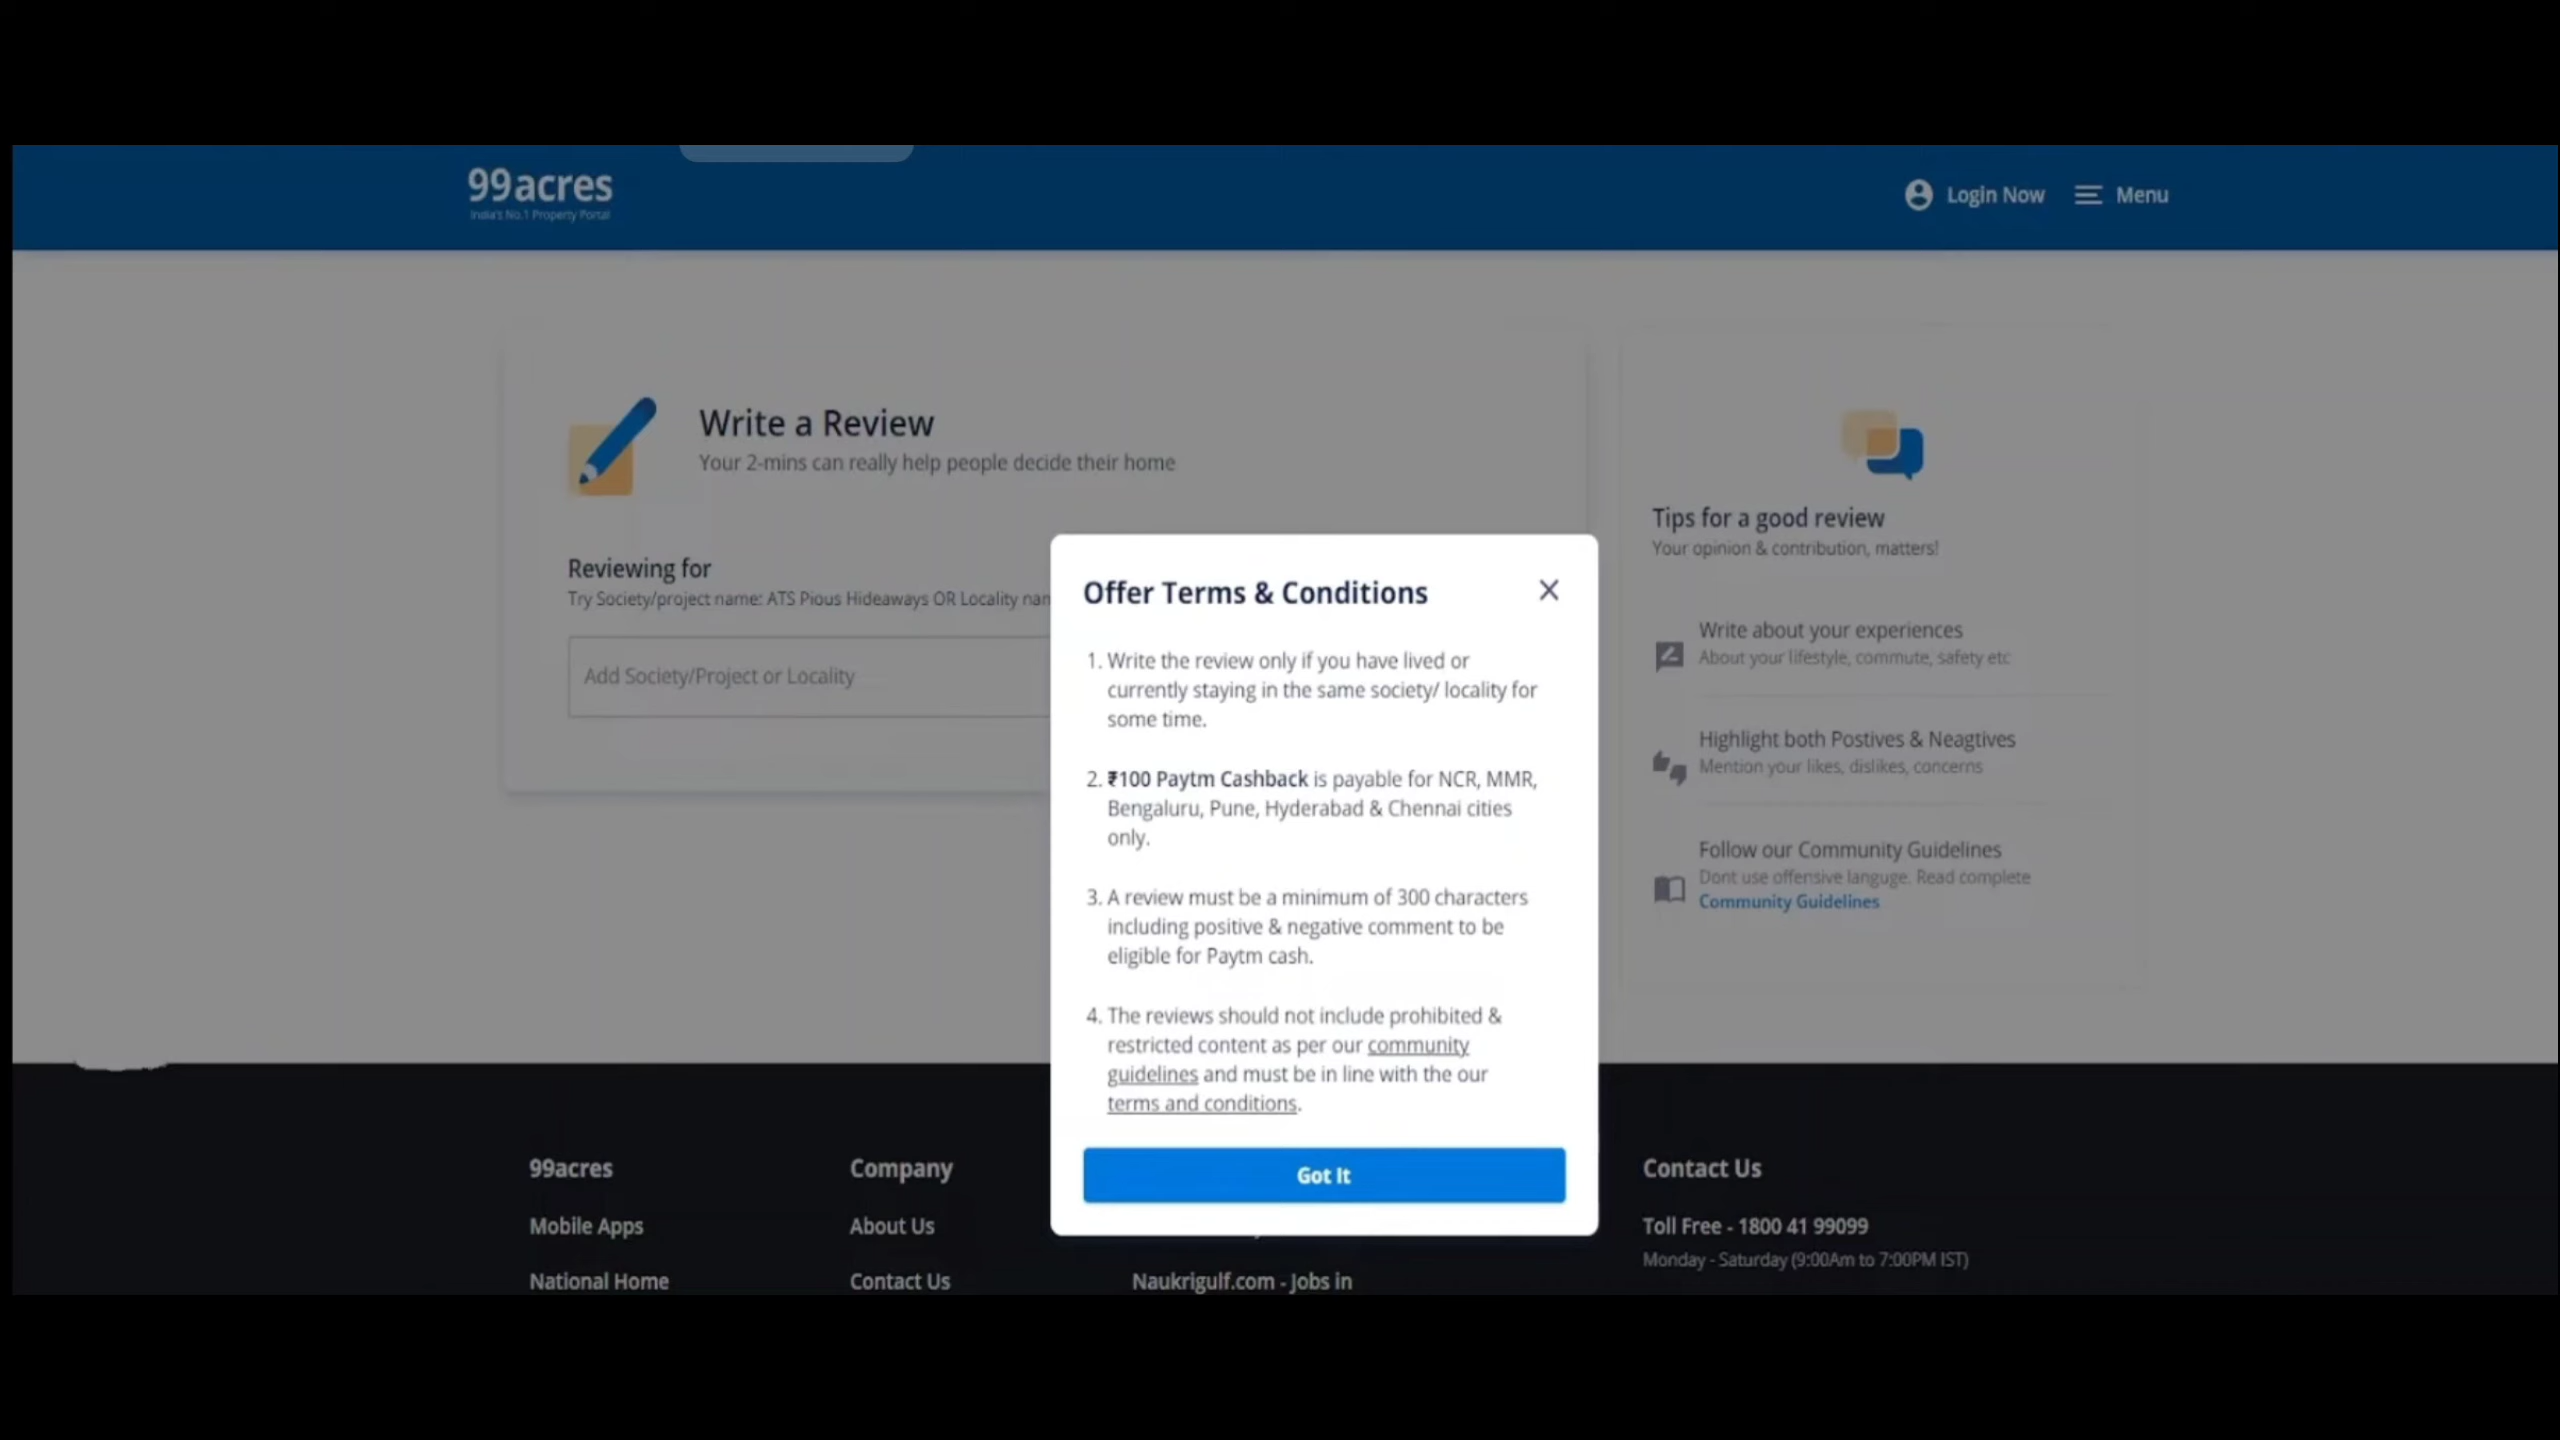 99acres
India's No.1 Property Portal
Login Now
Menu
Write a Review
Your 2-mins can really help people decide their home
Reviewing for
Try Society/project name: ATS Pious Hideaways OR Locality
Add Society/Project or Locality
Offer Terms & Conditions
1. Write the review only if you have lived or
currently staying in the same society/ locality for
some time.
2. ₹100 Paytm Cashback is payable for NCR, MMR,
Bengaluru, Pune, Hyderabad & Chennai cities
only.
3. A review must be a minimum of 300 characters
including positive & negative comment to be
eligible for Paytm cash.
4. The reviews should not include prohibited &
restricted content as per our community
guidelines and must be in line with the our
terms and conditions.
Got It
Tips for a good review
Your opinion & contribution, matters!
Write about your experiences
About your lifestyle, commute, safety etc
Highlight both Postives & Neagtives
Mention your likes, dislikes, concerns
Follow our Community Guidelines
Dont use offensive languge. Read complete
Community Guidelines
99acres
Mobile Apps
National Home
Company
About Us
Contact Us
Naukrigulf.com - Jobs in
Contact Us
Toll Free - 1800 41 99099
Monday - Saturday (9:00Am to 7:00PM IST)